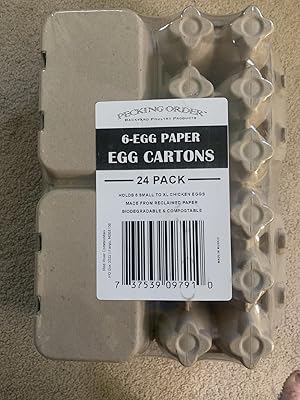 PECKING ORDER™
BACKYARD POULTRY PRODUCTS
6-EGG PAPER
EGG CARTONS
24 PACK
HOLDS 6 SMALL TO XL CHICKEN EGGS
MADE FROM RECLAIMED PAPER
BIODEGRADABLE & COMPOSTABLE
7 37539 09791 0